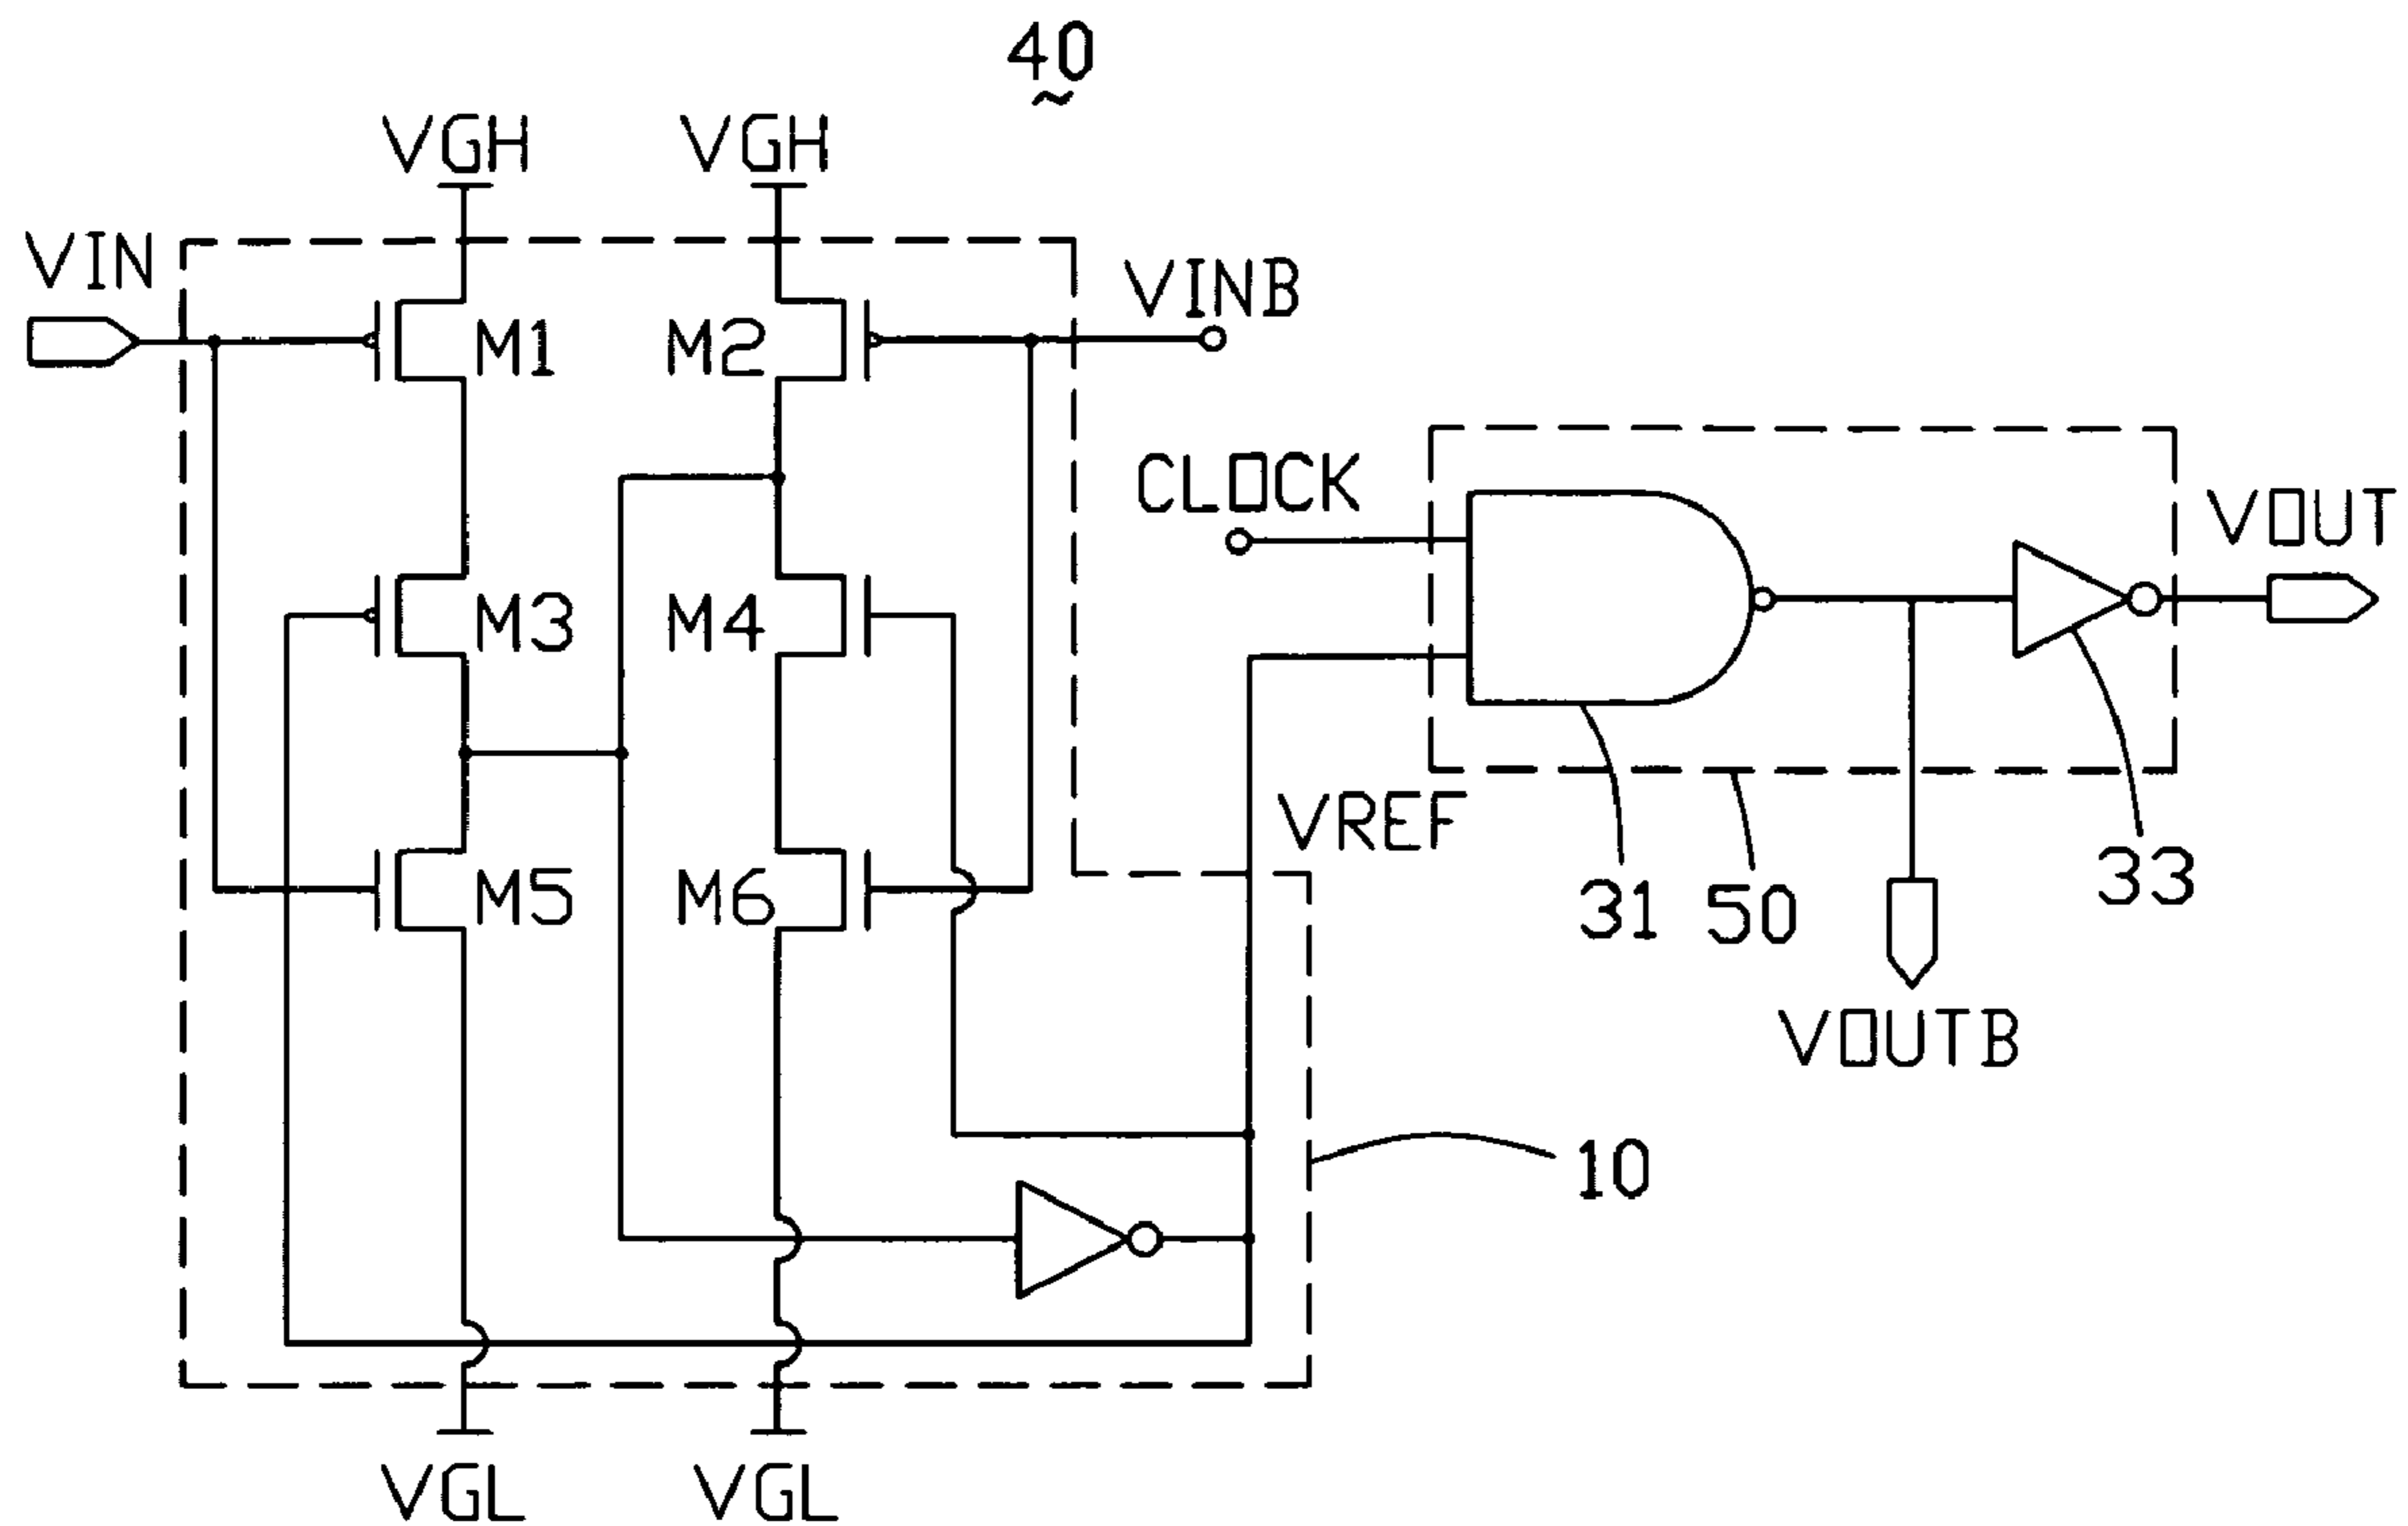 40
VGH VGH
VIN
VINB
M1 M2
CLOCK
VOUT
M3 M4
VREF
M5 M6
31 50 33
VOUTB
10
VGL VGL